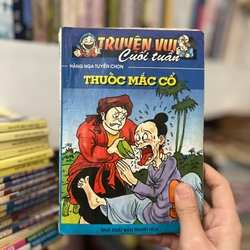 TRUYỆN VUI
Cuối tuần
HẰNG NGA TUYỂN CHỌN
THUỐC MẮC CỔ
NHÀ XUẤT BẢN THANH HÓA